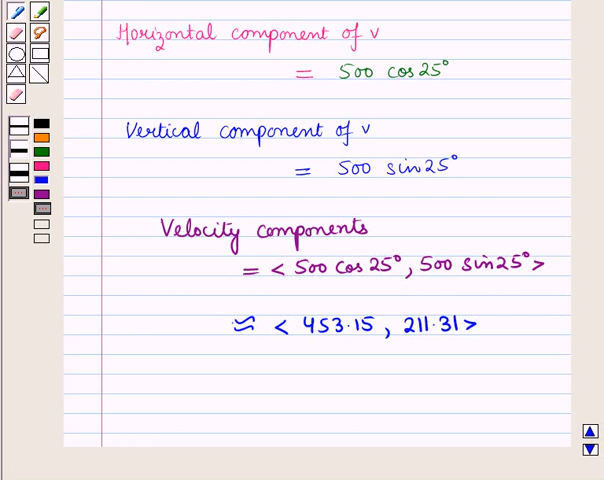 Horizontal component of v
= 500 cos 25°
Vertical component of v
= 500 sin 25°
Velocity components
= < 500 cos 25°, 500 sin 25° >
≈ < 453.15 , 211.31 >